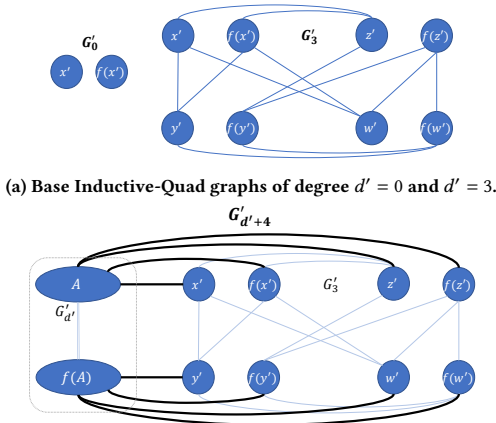 G′₀
x′ f(x′)
x′ f(x′) G′₃ z′ f(z′)
y′ f(y′) w′ f(w′)
(a) Base Inductive-Quad graphs of degree d′ = 0 and d′ = 3.
G′d′+4
A x′ f(x′) G′₃ z′ f(z′)
G′d′
f(A) y′ f(y′) w′ f(w′)